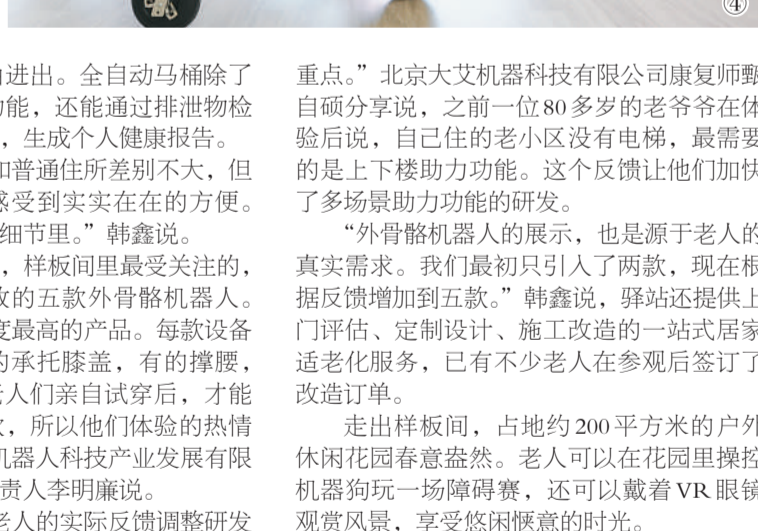 ④
进出。全自动马桶除了
能，还能通过排泄物检
，生成个人健康报告。
和普通住所差别不大，但
感受到实实在在的方便。
细节里。”韩鑫说。
，样板间里最受关注的，
的五款外骨骼机器人。
度最高的产品。每款设备
的承托膝盖，有的撑腰，
人们亲自试穿后，才能
，所以他们体验的热情
机器人科技产业发展有限
责人李明廉说。
老人的实际反馈调整研发
重点。”北京大艾机器科技有限公司康复师甄
自硕分享说，之前一位80多岁的老爷爷在体
验后说，自己住的老小区没有电梯，最需要
的是上下楼助力功能。这个反馈让他们加快
了多场景助力功能的研发。
“外骨骼机器人的展示，也是源于老人的
真实需求。我们最初只引入了两款，现在根
据反馈增加到五款。”韩鑫说，驿站还提供上
门评估、定制设计、施工改造的一站式居家
适老化服务，已有不少老人在参观后签订了
改造订单。
走出样板间，占地约200平方米的户外
休闲花园春意盎然。老人可以在花园里操控
机器狗玩一场障碍赛，还可以戴着VR眼镜
观赏风景，享受悠闲惬意的时光。